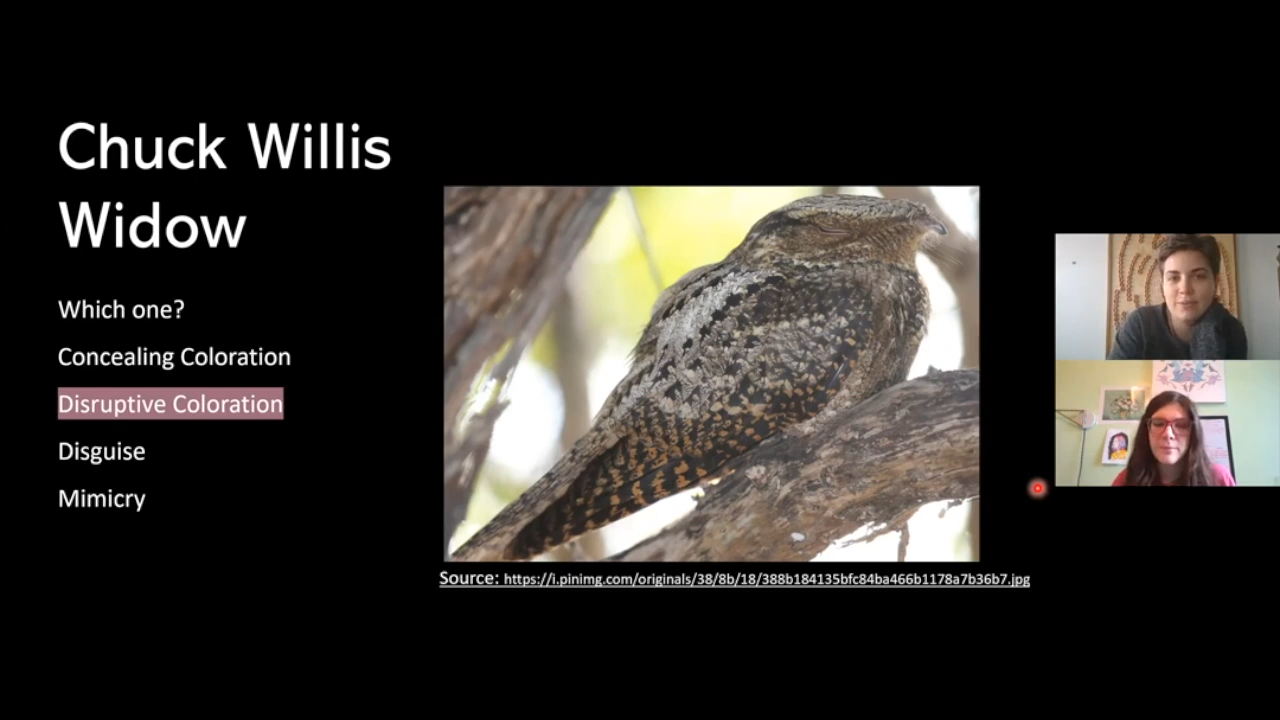 Chuck Willis
Widow
Which one?
Concealing Coloration
Disruptive Coloration
Disguise
Mimicry
Source: https://i.pinimg.com/originals/38/8b/18/388b184135bfc84ba466b1178a7b36b7.jpg